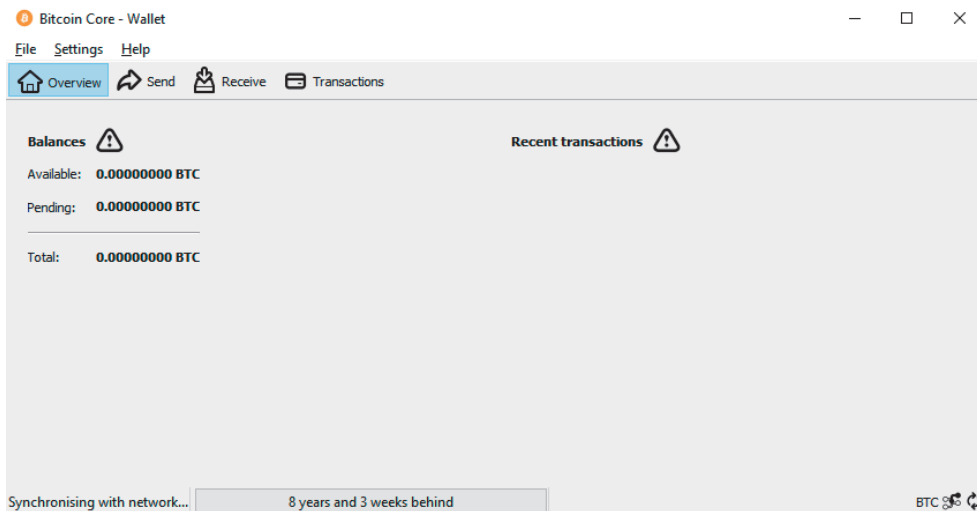 Bitcoin Core - Wallet
File Settings Help
Overview Send Receive Transactions
Balances Recent transactions
Available: 0.00000000 BTC
Pending: 0.00000000 BTC
Total: 0.00000000 BTC
Synchronising with network... 8 years and 3 weeks behind BTC